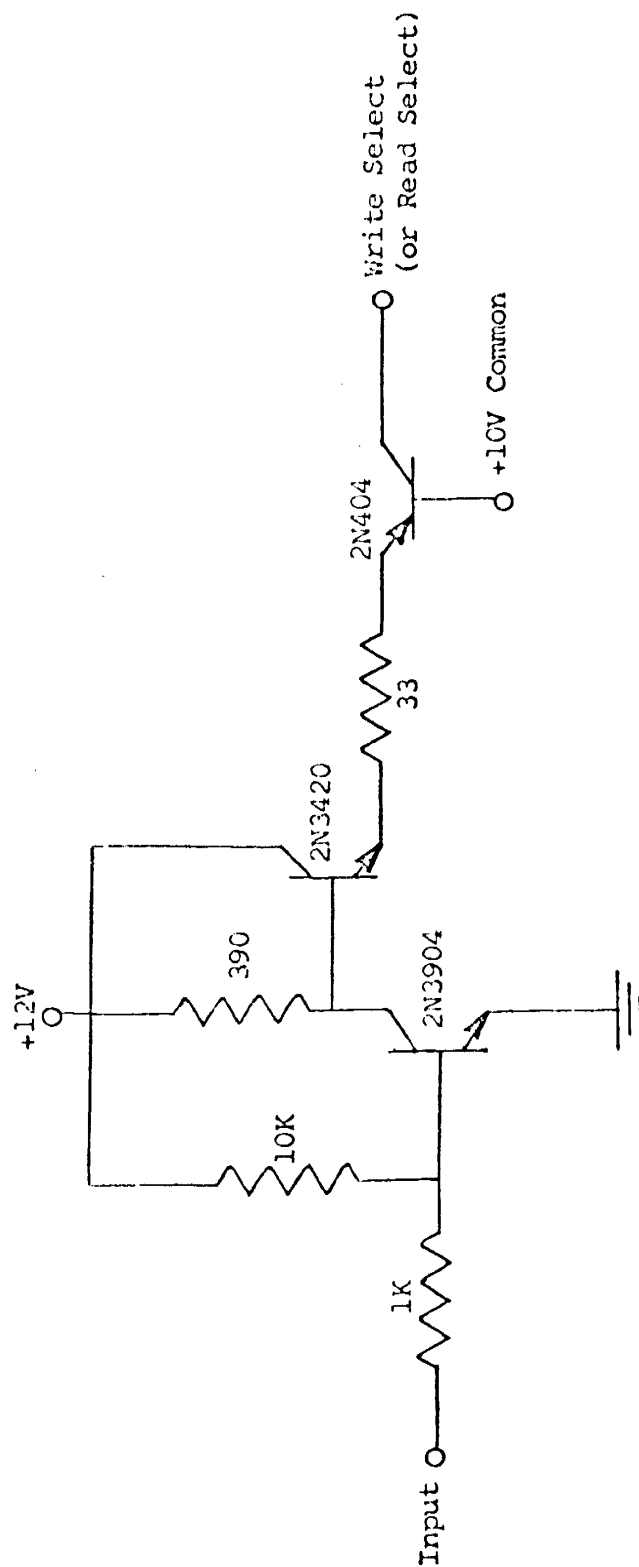 +12V
10K
390
2N3420
2N404
Write Select
(or Read Select)
33
Input
1K
2N3904
+10V Common